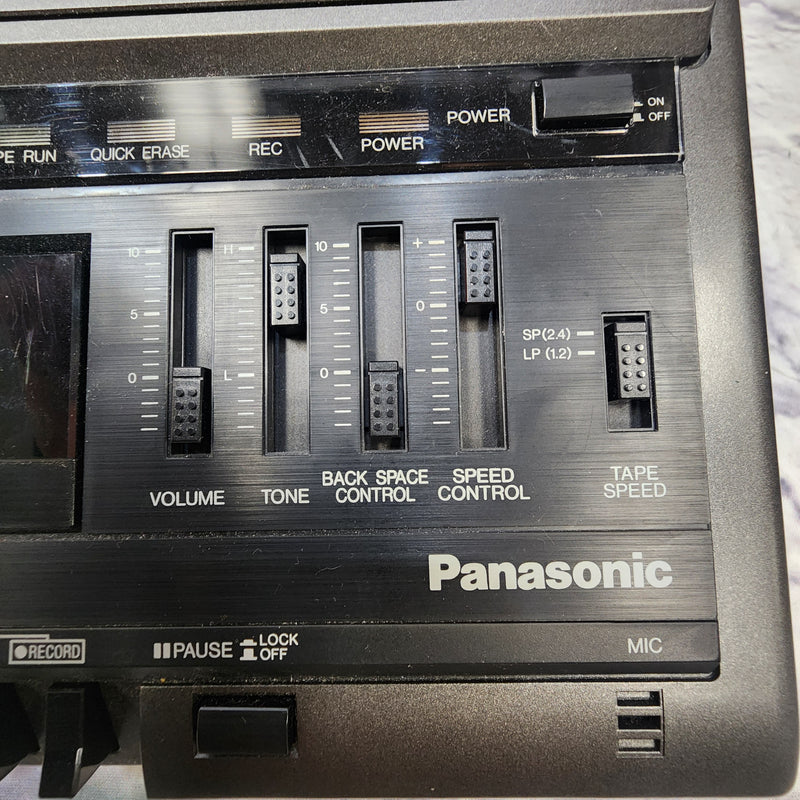 PE RUN
QUICK ERASE
REC
POWER
POWER
ON
OFF
10
5
0
H
L
10
5
0
+
0
−
SP(2.4)
LP (1.2)
VOLUME
TONE
BACK SPACE
CONTROL
SPEED
CONTROL
TAPE
SPEED
Panasonic
RECORD
PAUSE
LOCK
OFF
MIC